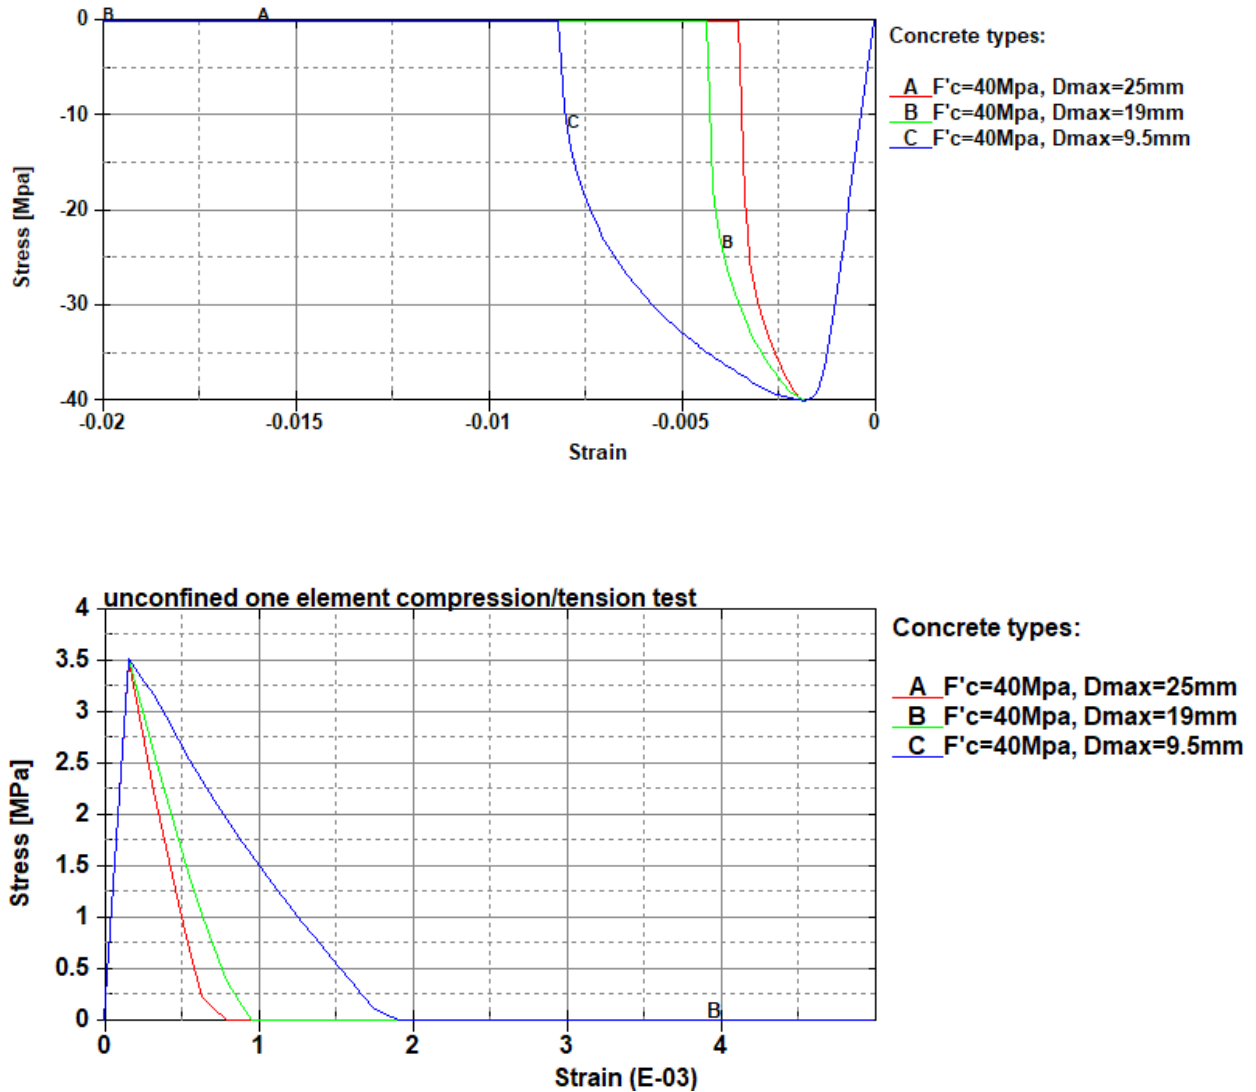 0
B
A
-10
C
-20
B
-30
-40
-0.02
-0.015
-0.01
-0.005
0
Stress [Mpa]
Strain
Concrete types:
A F'c=40Mpa, Dmax=25mm
B F'c=40Mpa, Dmax=19mm
C F'c=40Mpa, Dmax=9.5mm
unconfined one element compression/tension test
4
3.5
3
2.5
2
1.5
1
0.5
0
B
0
1
2
3
4
Stress [MPa]
Strain (E-03)
Concrete types:
A F'c=40Mpa, Dmax=25mm
B F'c=40Mpa, Dmax=19mm
C F'c=40Mpa, Dmax=9.5mm